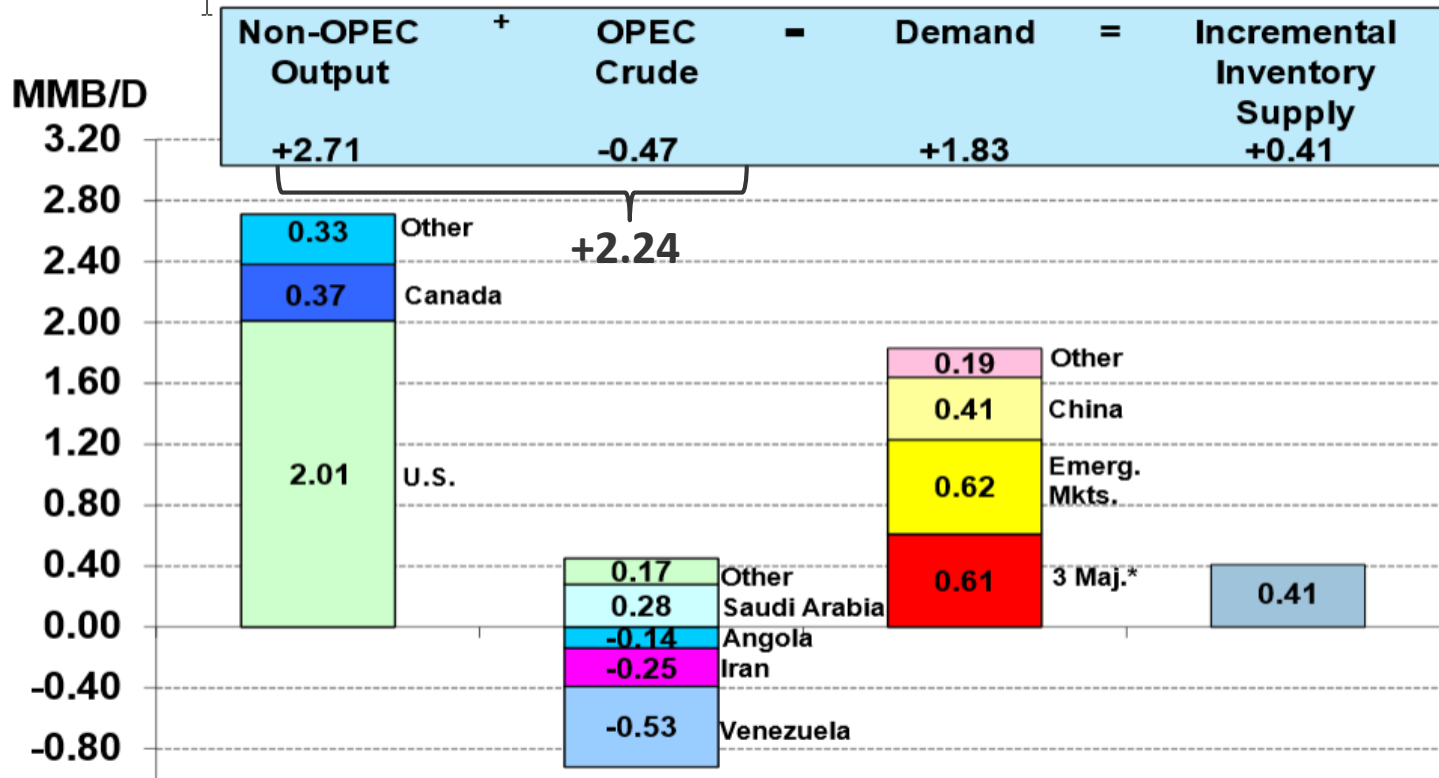 Non-OPEC + OPEC - Demand = Incremental
Output Crude Inventory
Supply
+2.71 -0.47 +1.83 +0.41
+2.24
MMB/D
3.20
2.80
2.40
2.00
1.60
1.20
0.80
0.40
0.00
-0.40
-0.80
0.33 Other
0.37 Canada
2.01 U.S.
0.17 Other
0.28 Saudi Arabia
-0.14 Angola
-0.25 Iran
-0.53 Venezuela
0.19 Other
0.41 China
0.62 Emerg.
Mkts.
0.61 3 Maj.*
0.41